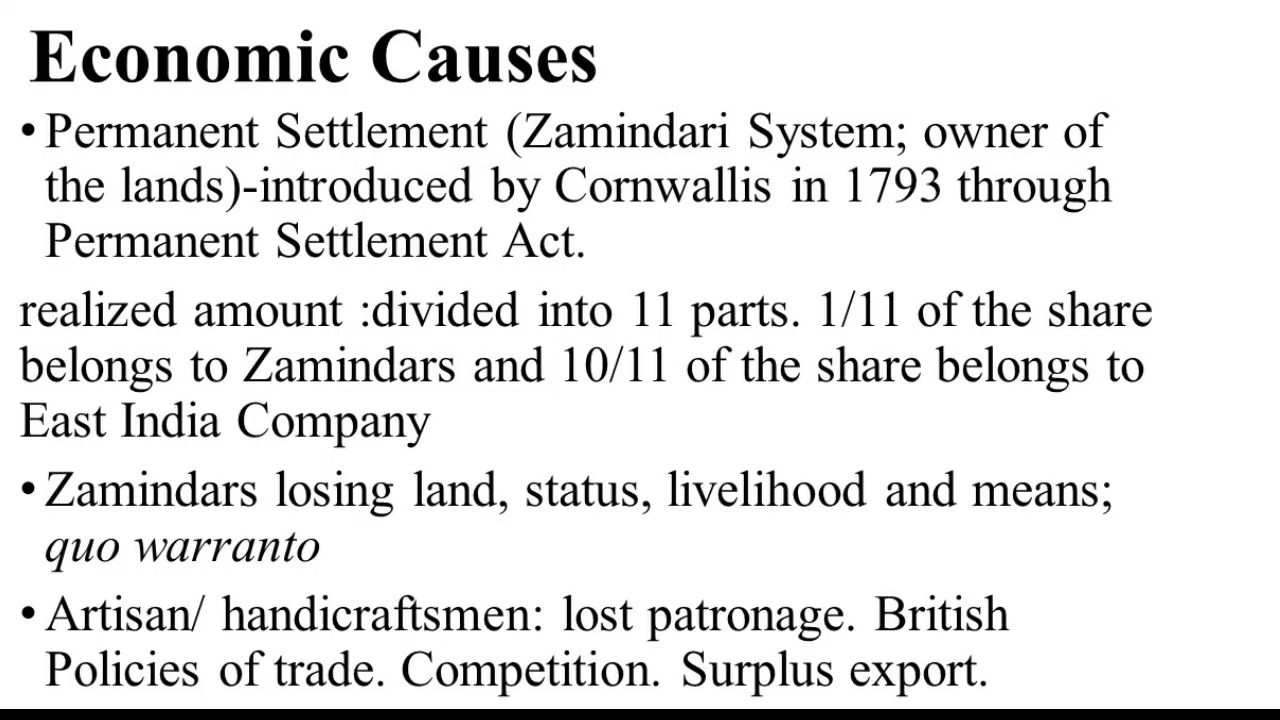 Economic Causes
• Permanent Settlement (Zamindari System; owner of
the lands)-introduced by Cornwallis in 1793 through
Permanent Settlement Act.
realized amount :divided into 11 parts. 1/11 of the share
belongs to Zamindars and 10/11 of the share belongs to
East India Company
• Zamindars losing land, status, livelihood and means;
quo warranto
• Artisan/ handicraftsmen: lost patronage. British
Policies of trade. Competition. Surplus export.